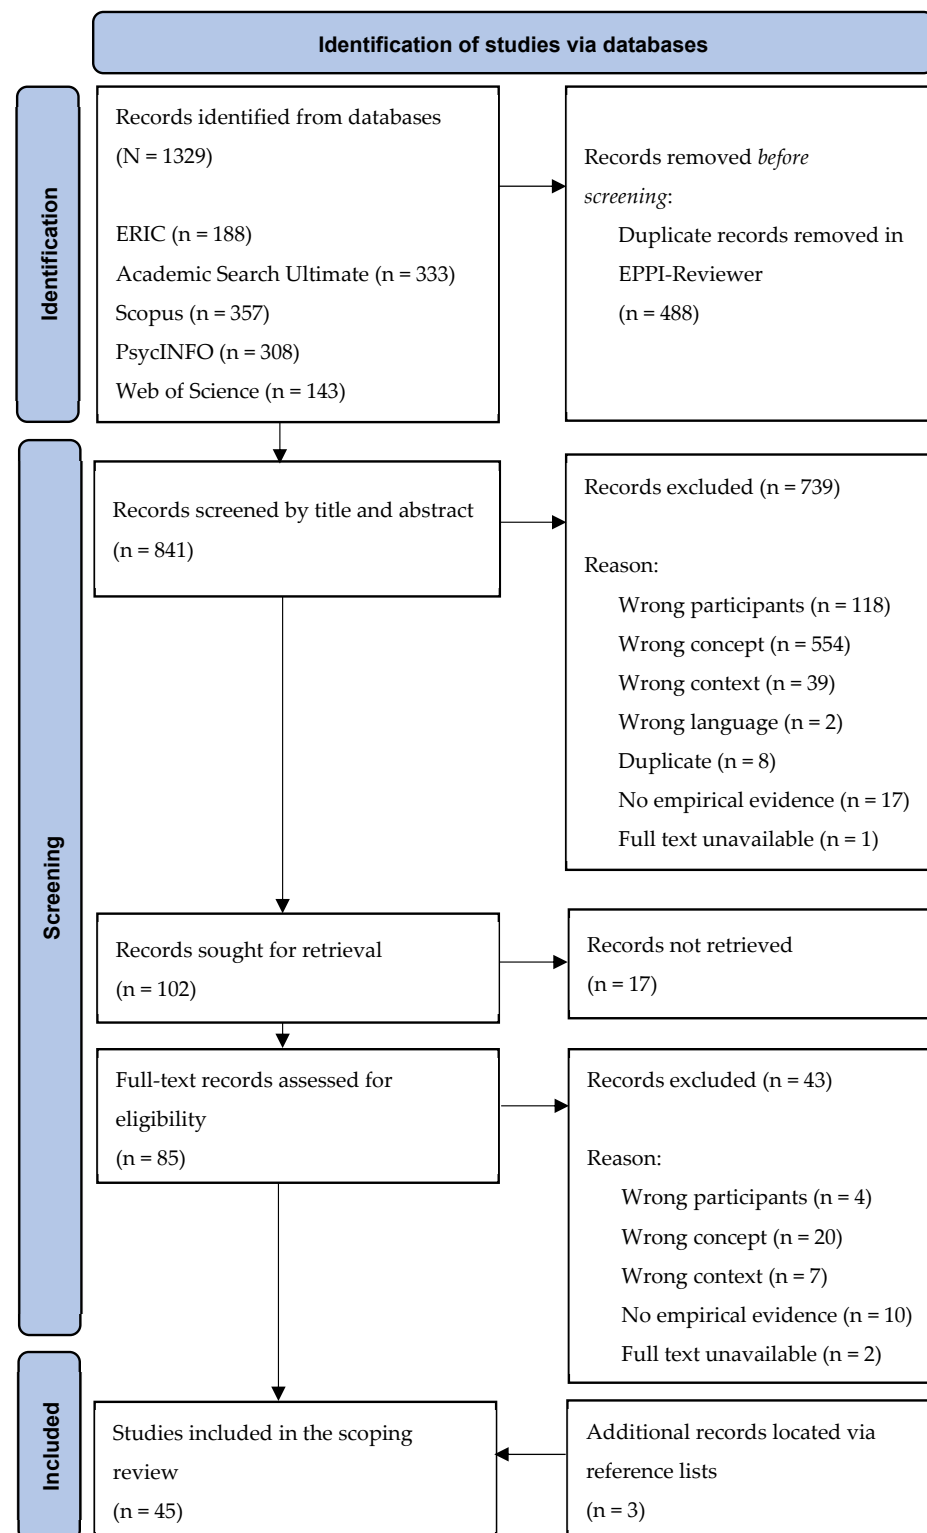 Identification of studies via databases
Identification
Records identified from databases
(N = 1329)
ERIC (n = 188)
Academic Search Ultimate (n = 333)
Scopus (n = 357)
PsycINFO (n = 308)
Web of Science (n = 143)
Records removed before
screening:
Duplicate records removed in
EPPI-Reviewer
(n = 488)
Screening
Records screened by title and abstract
(n = 841)
Records excluded (n = 739)
Reason:
Wrong participants (n = 118)
Wrong concept (n = 554)
Wrong context (n = 39)
Wrong language (n = 2)
Duplicate (n = 8)
No empirical evidence (n = 17)
Full text unavailable (n = 1)
Records sought for retrieval
(n = 102)
Records not retrieved
(n = 17)
Full-text records assessed for
eligibility
(n = 85)
Records excluded (n = 43)
Reason:
Wrong participants (n = 4)
Wrong concept (n = 20)
Wrong context (n = 7)
No empirical evidence (n = 10)
Full text unavailable (n = 2)
Included
Studies included in the scoping
review
(n = 45)
Additional records located via
reference lists
(n = 3)